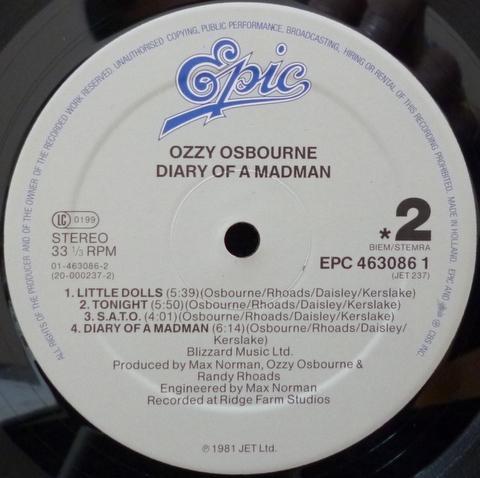 ALL RIGHTS OF THE PRODUCER AND OF THE OWNER OF THE RECORDED WORK RESERVED. UNAUTHORISED COPYING, PUBLIC PERFORMANCE, BROADCASTING, HIRING OR RENTAL OF THIS RECORDING PROHIBITED. MADE IN HOLLAND. EPIC AND ARE ℗ CBS INC.
Epic
OZZY OSBOURNE
DIARY OF A MADMAN
LC 0199
STEREO
33 1/3 RPM
01-463086-2
(20-000237-2)
*2
BIEM/STEMRA
EPC 463086 1
(JET 237)
1. LITTLE DOLLS (5:39)(Osbourne/Rhoads/Daisley/Kerslake)
2. TONIGHT (5:50)(Osbourne/Rhoads/Daisley/Kerslake)
3. S.A.T.O. (4:01)(Osbourne/Rhoads/Daisley/Kerslake)
4. DIARY OF A MADMAN (6:14)(Osbourne/Rhoads/Daisley/
Kerslake)
Blizzard Music Ltd.
Produced by Max Norman, Ozzy Osbourne &
Randy Rhoads
Engineered by Max Norman
Recorded at Ridge Farm Studios
℗ 1981 JET Ltd.